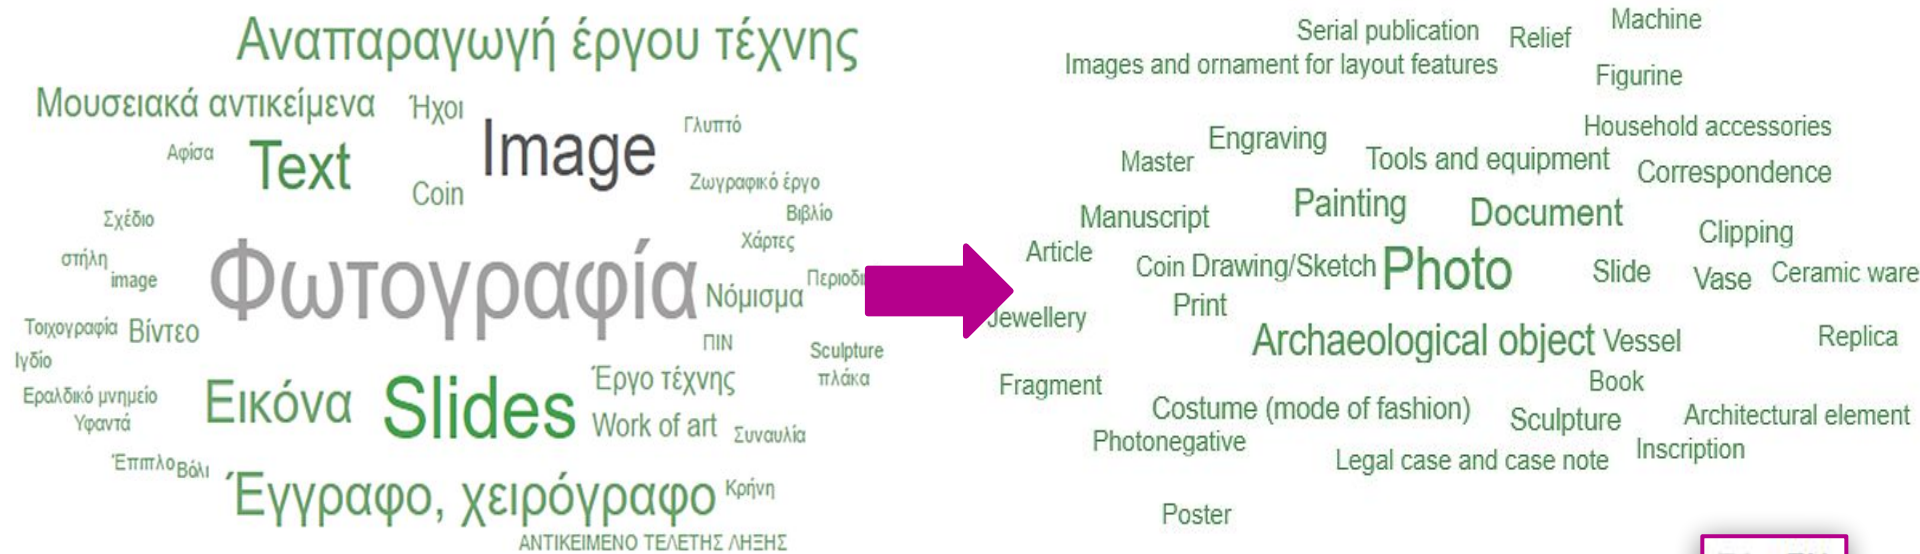 Αναπαραγωγή έργου τέχνης
Μουσειακά αντικείμενα
Ήχοι
Γλυπτό
Αφίσα
Text
Image
Coin
Ζωγραφικό έργο
Βιβλίο
Σχέδιο
Χάρτες
στήλη
image
Φωτογραφία
Νόμισμα
Τοιχογραφία
Βίντεο
ΠΙΝ
Ιγδίο
Sculpture
πλάκα
Εραλδικό μνημείο
Υφαντά
Εικόνα
Slides
Έργο τέχνης
Work of art
Συναυλία
Έπιπλο
Βόλι
Έγγραφο, χειρόγραφο
Κρήνη
ΑΝΤΙΚΕΙΜΕΝΟ ΤΕΛΕΤΗΣ ΛΗΞΗΣ
Serial publication
Relief
Machine
Images and ornament for layout features
Figurine
Household accessories
Engraving
Master
Tools and equipment
Correspondence
Manuscript
Painting
Document
Clipping
Article
Coin
Drawing/Sketch
Photo
Slide
Vase
Ceramic ware
Print
Jewellery
Archaeological object
Vessel
Replica
Fragment
Book
Costume (mode of fashion)
Sculpture
Architectural element
Photonegative
Legal case and case note
Inscription
Poster